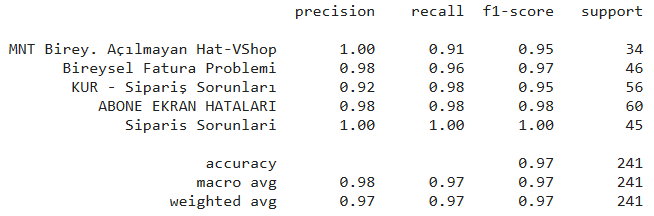 precision recall f1-score support
MNT Birey. Açılmayan Hat-VShop 1.00 0.91 0.95 34
Bireysel Fatura Problemi 0.98 0.96 0.97 46
KUR - Sipariş Sorunları 0.92 0.98 0.95 56
ABONE EKRAN HATALARI 0.98 0.98 0.98 60
Siparis Sorunlari 1.00 1.00 1.00 45
accuracy 0.97 241
macro avg 0.98 0.97 0.97 241
weighted avg 0.97 0.97 0.97 241